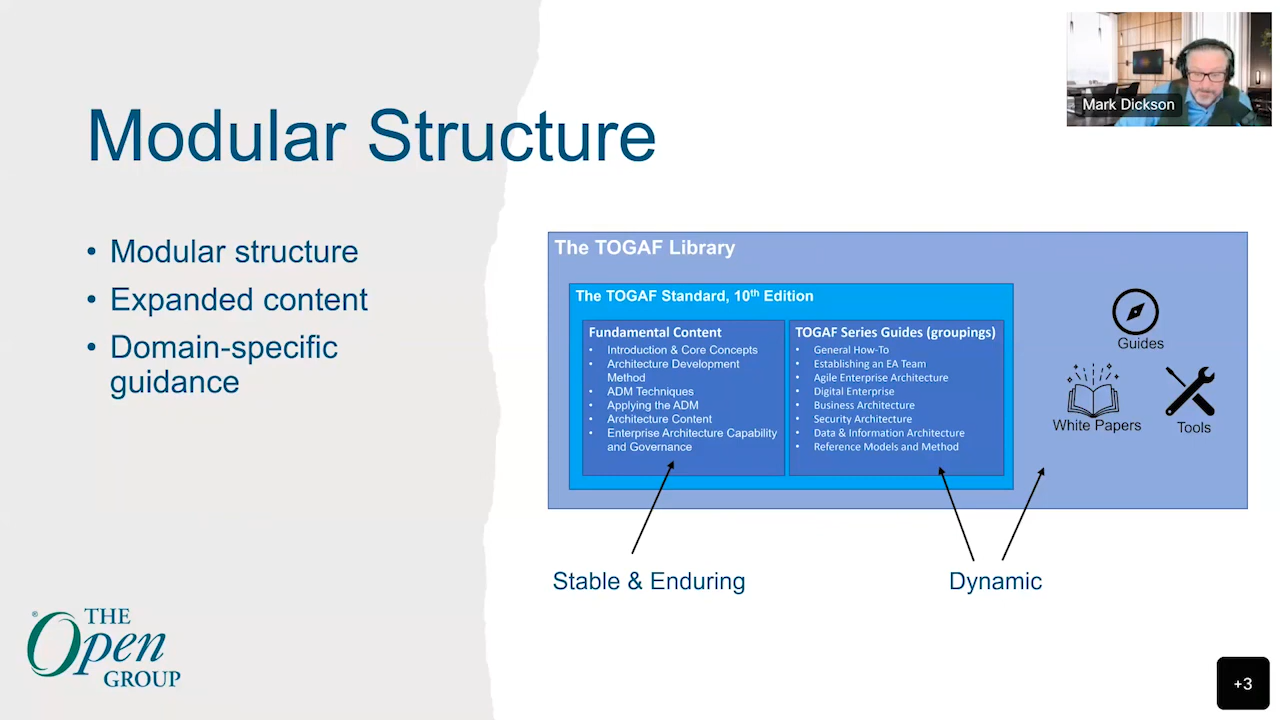 Mark Dickson
Modular Structure
• Modular structure
• Expanded content
• Domain-specific
guidance
The TOGAF Library
The TOGAF Standard, 10th Edition
Fundamental Content
• Introduction & Core Concepts
• Architecture Development
Method
• ADM Techniques
• Applying the ADM
• Architecture Content
• Enterprise Architecture Capability
and Governance
TOGAF Series Guides (groupings)
• General How-To
• Establishing an EA Team
• Agile Enterprise Architecture
• Digital Enterprise
• Business Architecture
• Security Architecture
• Data & Information Architecture
• Reference Models and Method
Guides
White Papers
Tools
Stable & Enduring
Dynamic
® THE
Open
GROUP
+3